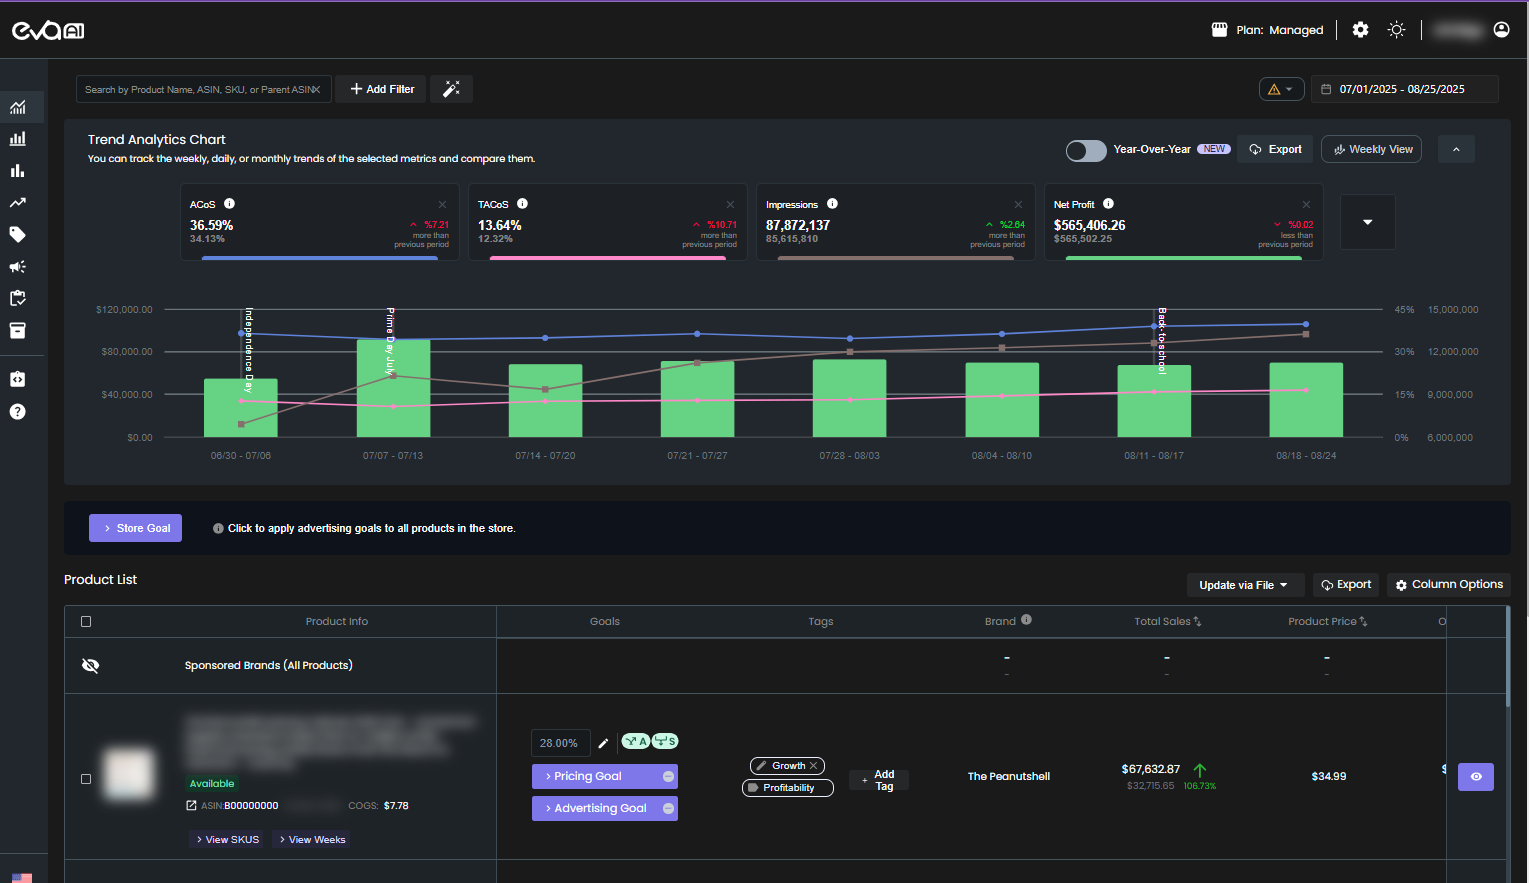 eva AI
Plan: Managed
Search by Product Name, ASIN, SKU, or Parent ASIN
Add Filter
07/01/2025 - 08/25/2025
Trend Analytics Chart
You can track the weekly, daily, or monthly trends of the selected metrics and compare them.
Year-Over-Year NEW
Export
Weekly View
ACoS
36.59%
34.13%
%7.21
more than
previous period
TACoS
13.64%
12.32%
%10.71
more than
previous period
Impressions
87,872,137
85,615,810
%2.64
more than
previous period
Net Profit
$565,406.26
$565,502.25
%0.02
less than
previous period
$120,000.00
$80,000.00
$40,000.00
$0.00
Independence Day
Prime Day July
Back-to-school
45% 15,000,000
30% 12,000,000
15% 9,000,000
0% 6,000,000
06/30 - 07/06
07/07 - 07/13
07/14 - 07/20
07/21 - 07/27
07/28 - 08/03
08/04 - 08/10
08/11 - 08/17
08/18 - 08/24
Store Goal
Click to apply advertising goals to all products in the store.
Product List
Update via File
Export
Column Options
Product Info
Goals
Tags
Brand
Total Sales
Product Price
O
Sponsored Brands (All Products)
-
-
-
-
-
-
Available
ASIN:B00000000
COGS: $7.78
View SKUS
View Weeks
28.00%
A
S
Pricing Goal
Advertising Goal
Growth
Profitability
+ Add
Tag
The Peanutshell
$67,632.87
$32,715.65
106.73%
$34.99
$